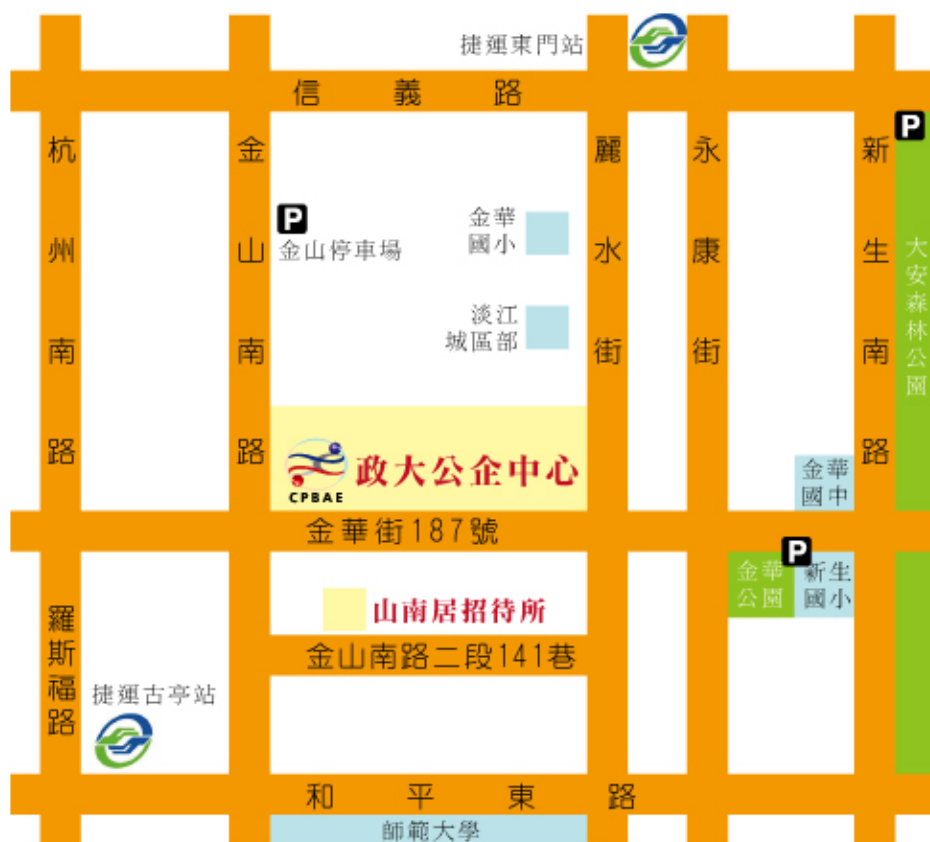 捷運東門站
信義路
杭州南路
金山南路
麗水街
永康街
新生南路
P
P
金山停車場
金華
國小
大安森林公園
淡江
城區部
CPBAE
政大公企中心
金華
國中
金華街187號
P
金華
公園
新生
國小
山南居招待所
羅斯福路
金山南路二段141巷
捷運古亭站
和平東路
師範大學